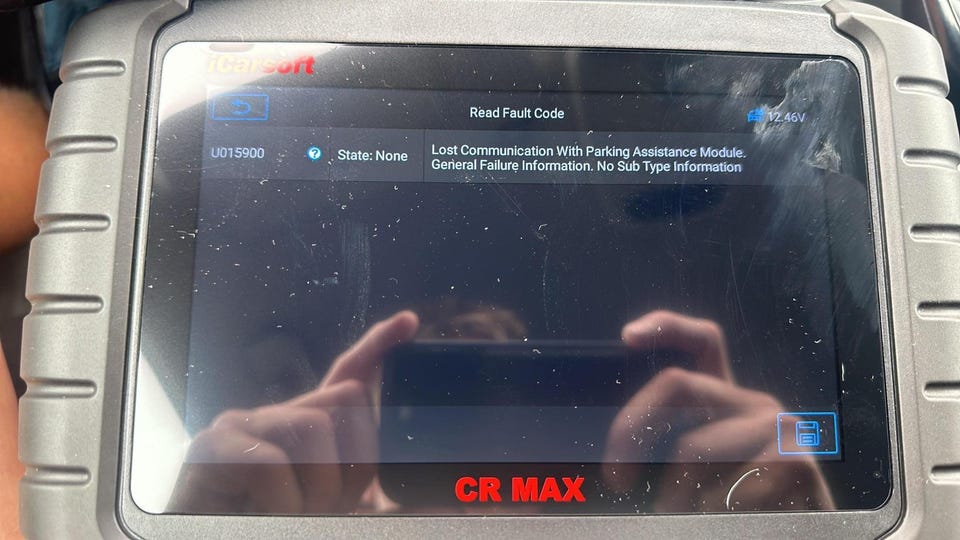 iCarsoft
Read Fault Code
12.46V
U015900
State: None
Lost Communication With Parking Assistance Module.
General Failure Information. No Sub Type Information
CR MAX